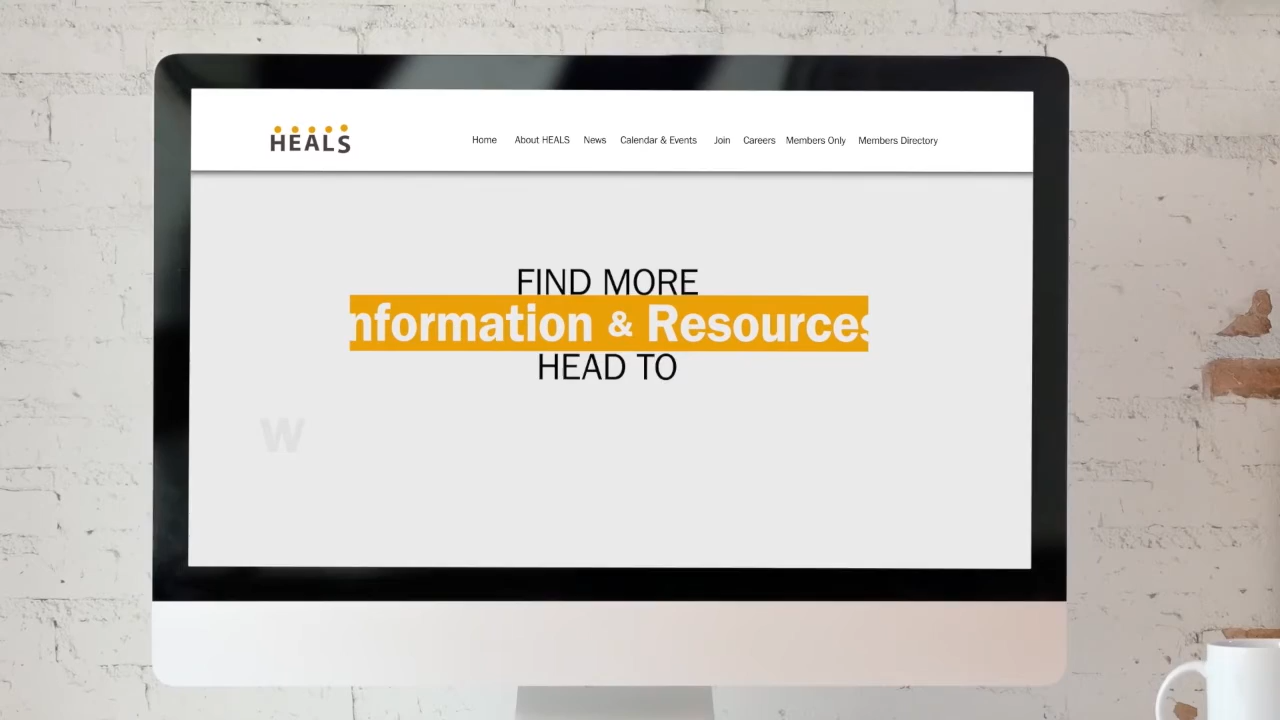 HEALS
Home About HEALS News Calendar & Events Join Careers Members Only Members Directory
FIND MORE
nformation & Resources
HEAD TO
W